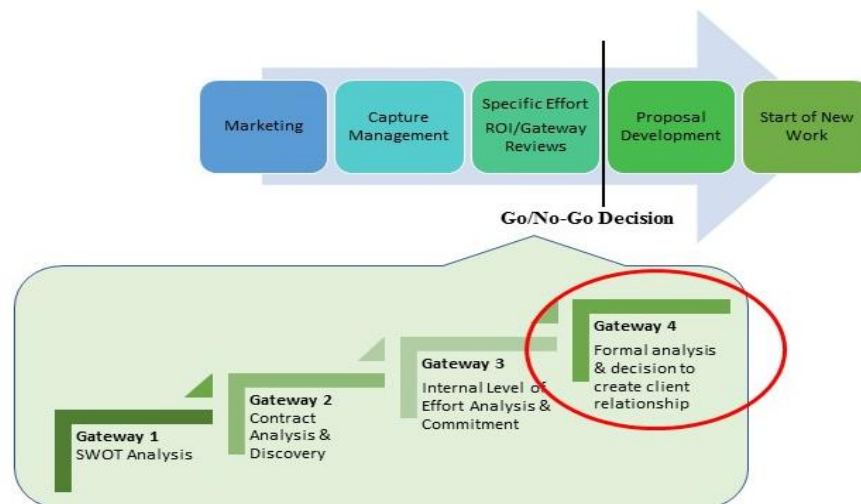 Marketing
Capture
Management
Specific Effort
ROI/Gateway
Reviews
Proposal
Development
Start of New
Work
Go/No-Go Decision
Gateway 1
SWOT Analysis
Gateway 2
Contract
Analysis &
Discovery
Gateway 3
Internal Level of
Effort Analysis &
Commitment
Gateway 4
Formal analysis
& decision to
create client
relationship